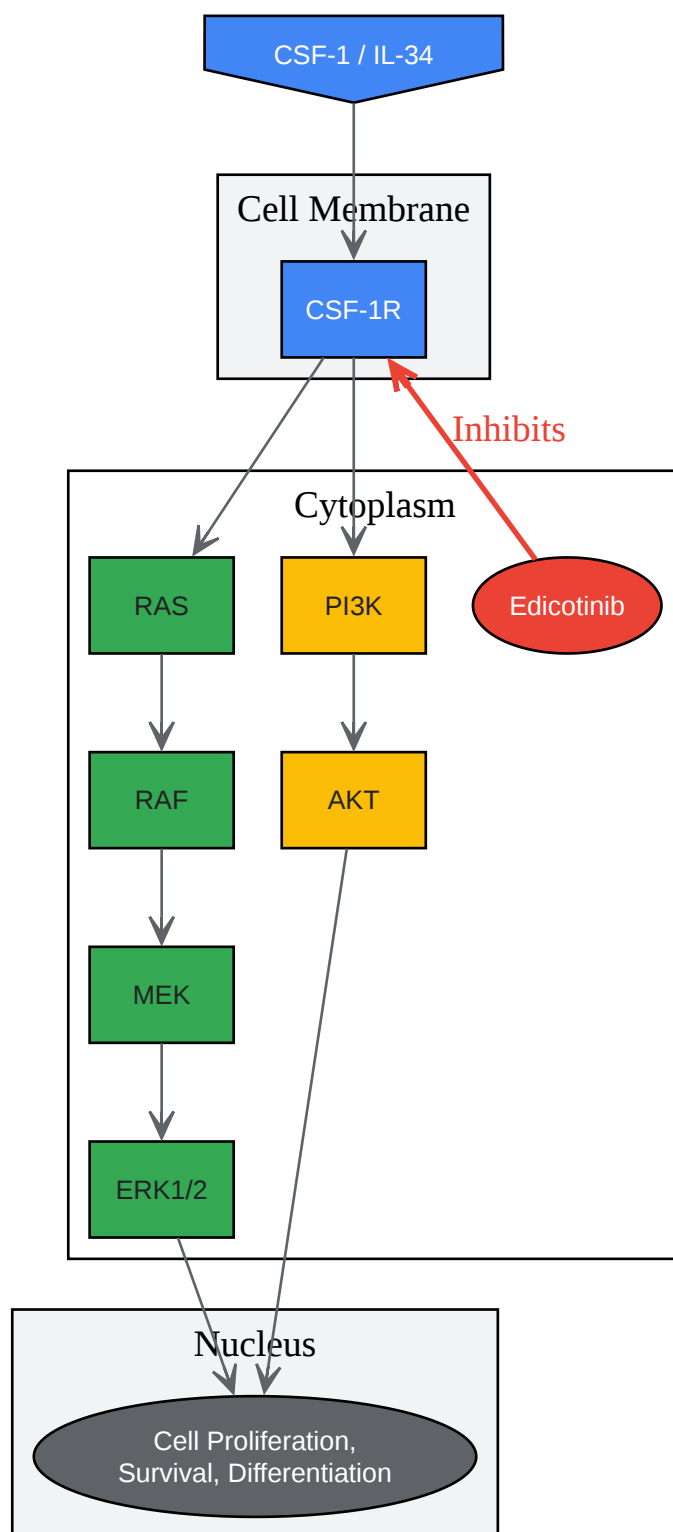 CSF-1 / IL-34
Cell Membrane
CSF-1R
Inhibits
Cytoplasm
RAS
PI3K
Edicotinib
RAF
AKT
MEK
ERK1/2
Nucleus
Cell Proliferation,
Survival, Differentiation